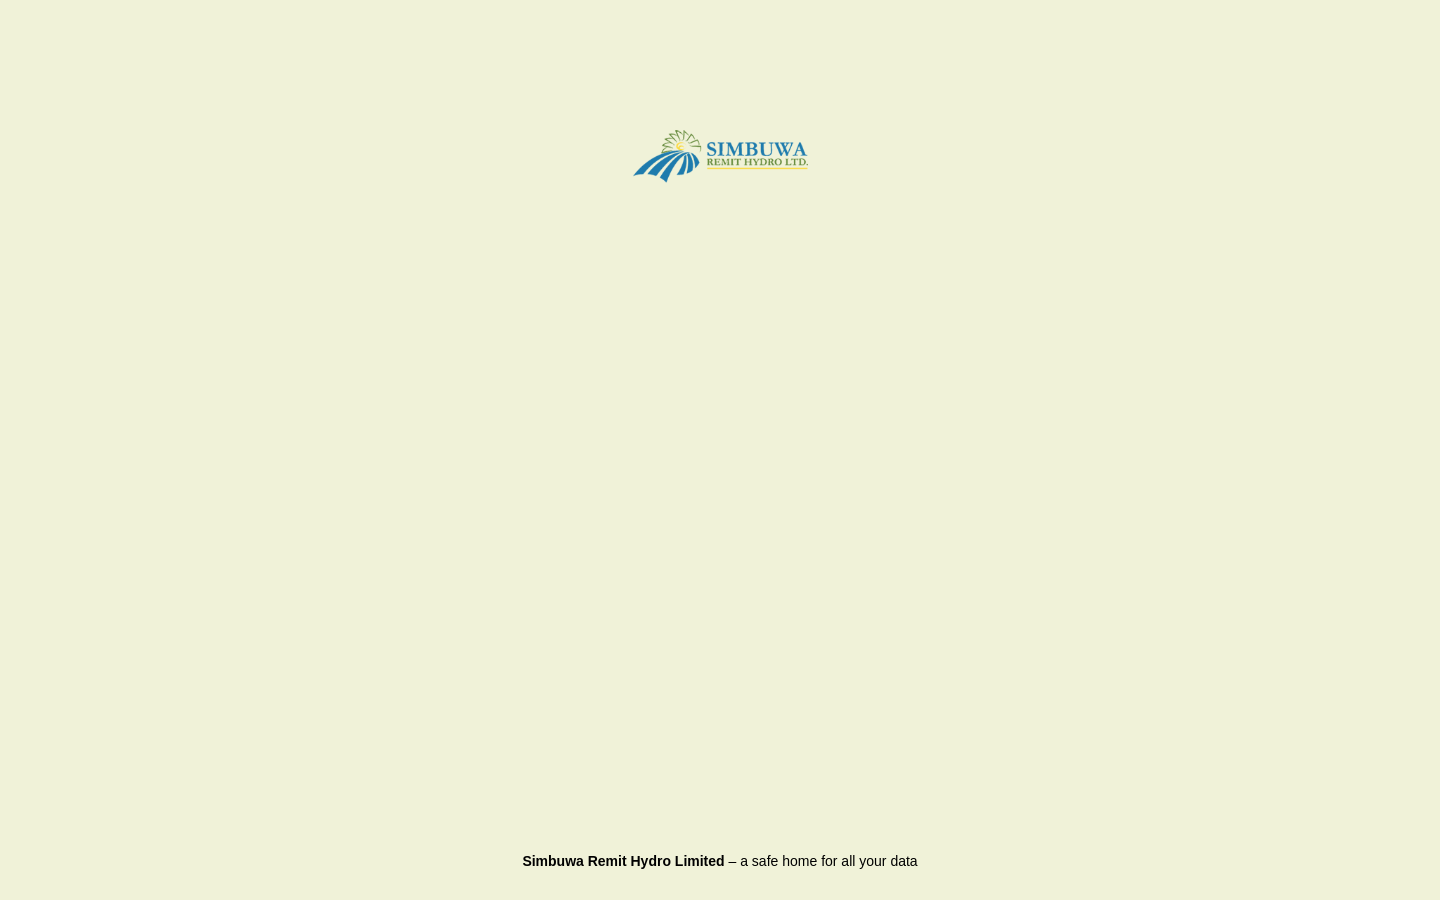 SIMBUWA
REMIT HYDRO LTD.
Simbuwa Remit Hydro Limited – a safe home for all your data